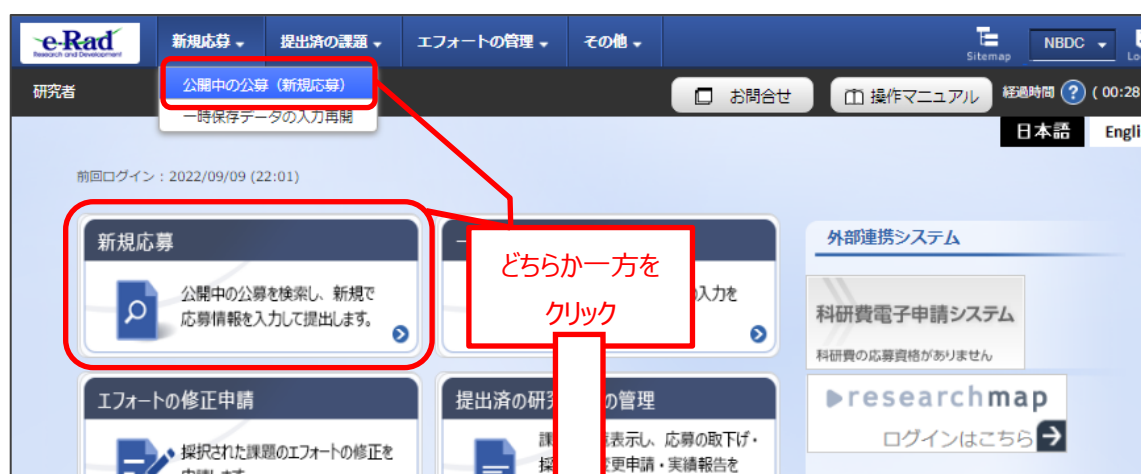 e-Rad
Research and Development
新規応募
提出済の課題
エフォートの管理
その他
Sitemap
NBDC
研究者
公開中の公募（新規応募）
一時保存データの入力再開
お問合せ
操作マニュアル
経過時間 ? ( 00:28
日本語
前回ログイン : 2022/09/09 (22:01)
新規応募
公開中の公募を検索し、新規で
応募情報を入力して提出します。
どちらか一方を
クリック
の入力を
外部連携システム
科研費電子申請システム
科研費の応募資格がありません
エフォートの修正申請
採択された課題のエフォートの修正を
提出済の研
の管理
表示し、応募の取下げ・
変更申請・実績報告を
researchmap
ログインはこちら